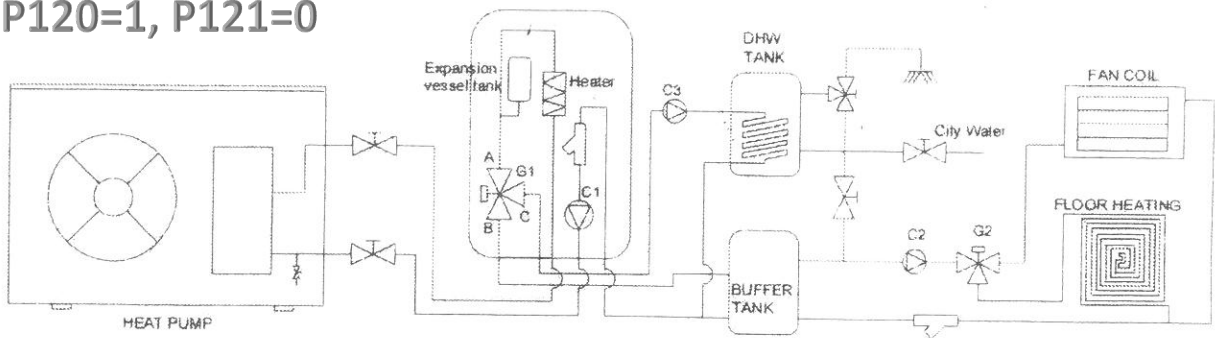 P120=1, P121=0
Expansion
vessel tank
Heater
A
G1
C
B
C1
C3
DHW
TANK
City Water
BUFFER
TANK
C2
G2
FAN COIL
FLOOR HEATING
HEAT PUMP